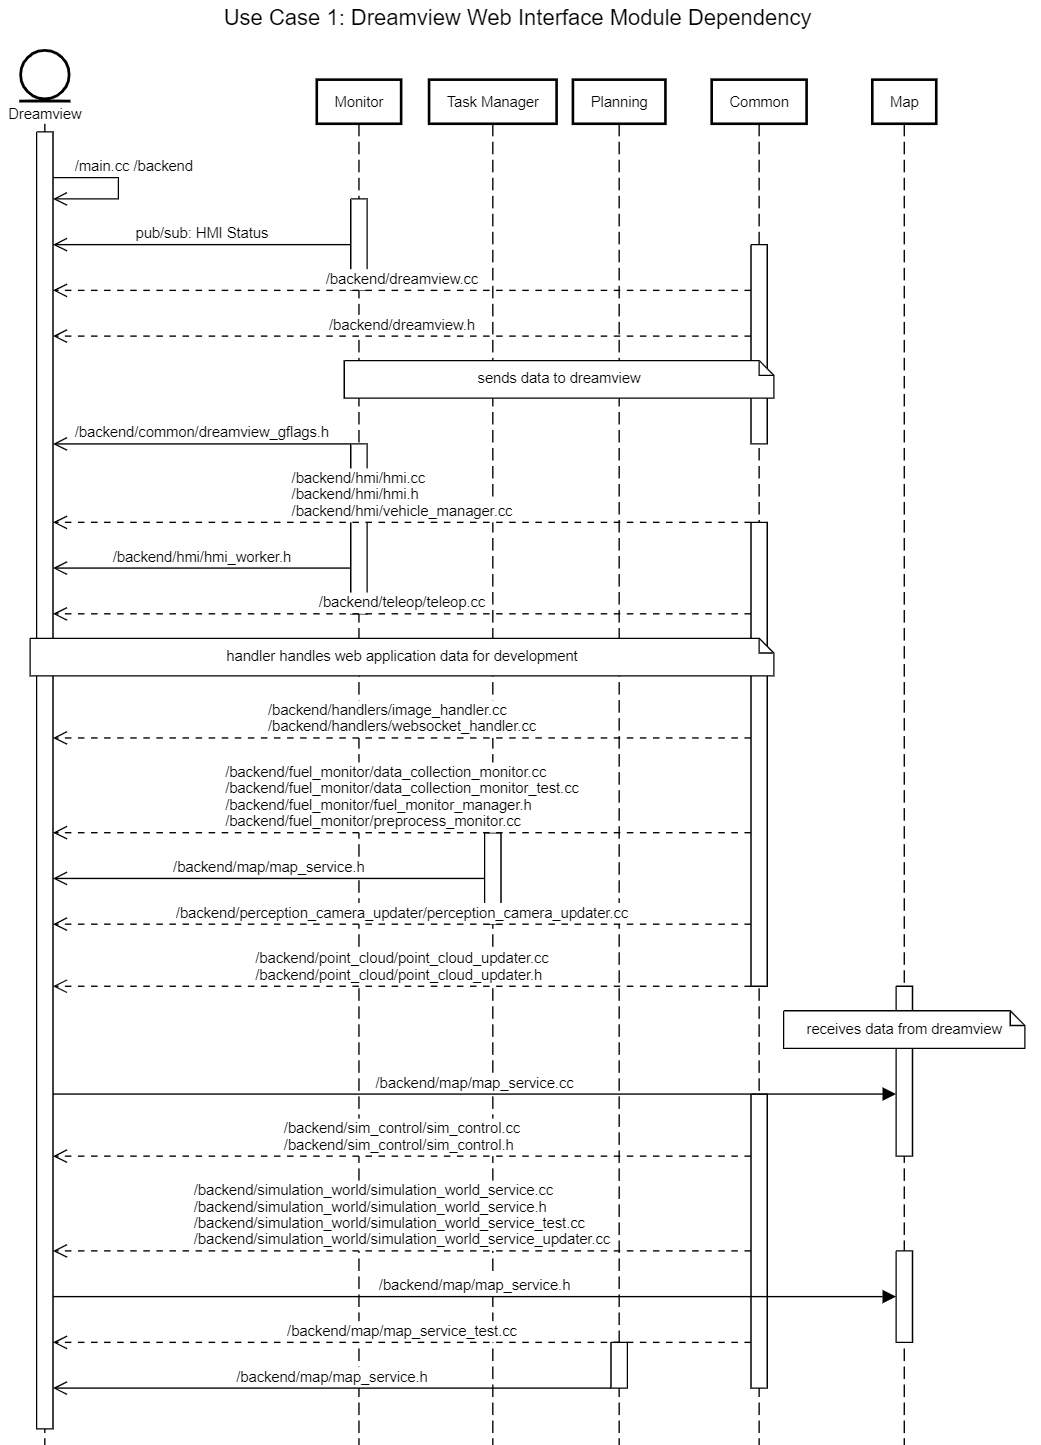 Use Case 1: Dreamview Web Interface Module Dependency
Dreamview
Monitor
Task Manager
Planning
Common
Map
/main.cc /backend
pub/sub: HMI Status
/backend/dreamview.cc
/backend/dreamview.h
sends data to dreamview
/backend/common/dreamview_gflags.h
/backend/hmi/hmi.cc
/backend/hmi/hmi.h
/backend/hmi/vehicle_manager.cc
/backend/hmi/hmi_worker.h
/backend/teleop/teleop.cc
handler handles web application data for development
/backend/handlers/image_handler.cc
/backend/handlers/websocket_handler.cc
/backend/fuel_monitor/data_collection_monitor.cc
/backend/fuel_monitor/data_collection_monitor_test.cc
/backend/fuel_monitor/fuel_monitor_manager.h
/backend/fuel_monitor/preprocess_monitor.cc
/backend/map/map_service.h
/backend/perception_camera_updater/perception_camera_updater.cc
/backend/point_cloud/point_cloud_updater.cc
/backend/point_cloud/point_cloud_updater.h
receives data from dreamview
/backend/map/map_service.cc
/backend/sim_control/sim_control.cc
/backend/sim_control/sim_control.h
/backend/simulation_world/simulation_world_service.cc
/backend/simulation_world/simulation_world_service.h
/backend/simulation_world/simulation_world_service_test.cc
/backend/simulation_world/simulation_world_service_updater.cc
/backend/map/map_service.h
/backend/map/map_service_test.cc
/backend/map/map_service.h